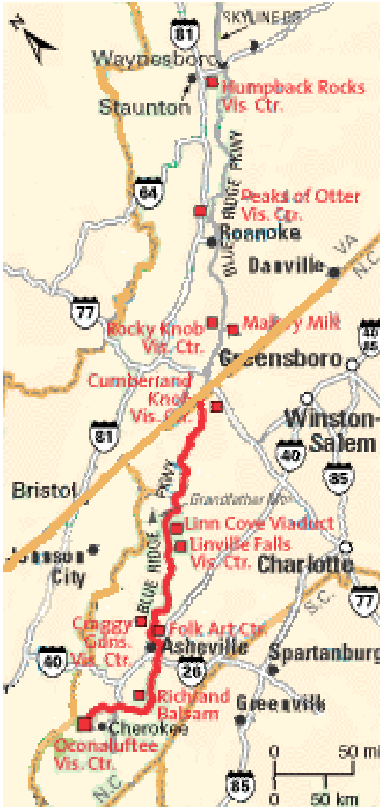 N
81
SKYLINE DR
Waynesboro
Staunton
Humpback Rocks
Vis. Ctr.
BLUE RIDGE PKWY
64
Peaks of Otter
Vis. Ctr.
Roanoke
Danville
VA
N.C.
77
Rocky Knob
Vis. Ctr.
Mabry Mill
40
85
Greensboro
Cumberland
Knob
Vis. Ctr.
Winston-
Salem
81
40
85
Bristol
BLUE RIDGE PKWY
Grandfather Mtn
Linn Cove Viaduct
Linville Falls
Vis. Ctr.
Johnson
City
Charlotte
S.C.
77
Craggy
Gdns.
Vis. Ctr.
Folk Art Ctr.
Asheville
40
26
Spartanburg
Richland
Balsam
Greenville
Cherokee
Oconaluftee
Vis. Ctr.
N.C.
85
0 50 mi
0 50 km